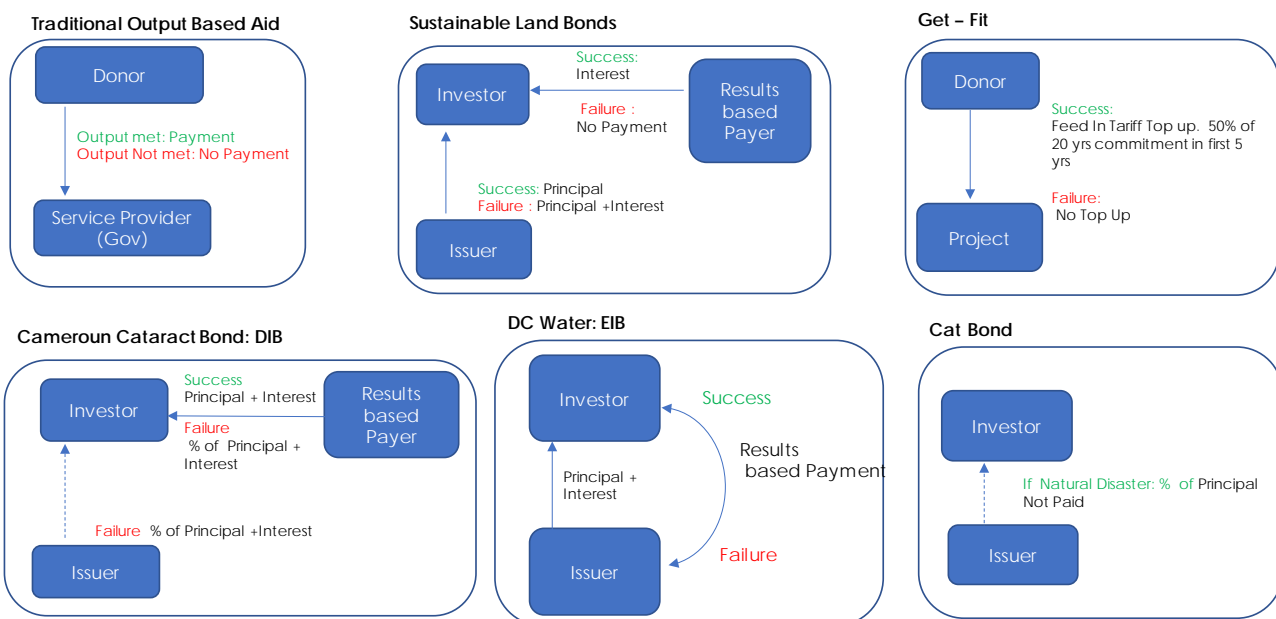 Traditional Output Based Aid
Donor
Output met: Payment
Output Not met: No Payment
Service Provider
(Gov)
Sustainable Land Bonds
Success:
Interest
Investor
Results
based
Payer
Failure :
No Payment
Success: Principal
Failure : Principal +Interest
Issuer
Get – Fit
Donor
Success:
Feed In Tariff Top up. 50% of
20 yrs commitment in first 5
yrs
Failure:
No Top Up
Project
Cameroun Cataract Bond: DIB
Success
Principal + Interest
Investor
Results
based
Payer
Failure
% of Principal +
Interest
Failure % of Principal +Interest
Issuer
DC Water: EIB
Investor
Success
Results
based Payment
Principal +
Interest
Failure
Issuer
Cat Bond
Investor
If Natural Disaster: % of Principal
Not Paid
Issuer